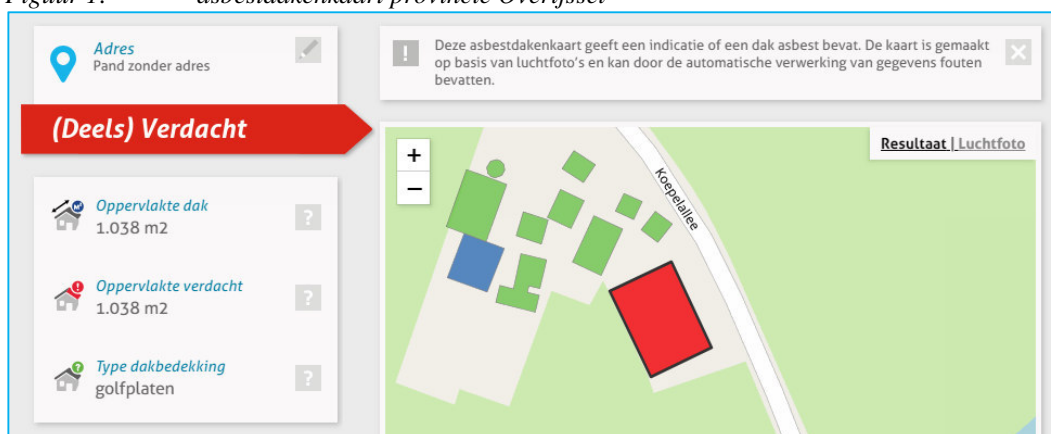 Figuur 1: asbestdakenkaart provincie Overijssel
Adres
Pand zonder adres
Deze asbestdakenkaart geeft een indicatie of een dak asbest bevat. De kaart is gemaakt
op basis van luchtfoto's en kan door de automatische verwerking van gegevens fouten
bevatten.
(Deels) Verdacht
Oppervlakte dak
1.038 m2
Oppervlakte verdacht
1.038 m2
Type dakbedekking
golfplaten
+
−
Resultaat | Luchtfoto
Koepelallee